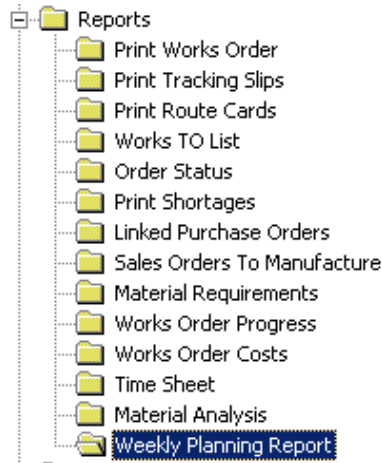 Reports
Print Works Order
Print Tracking Slips
Print Route Cards
Works TO List
Order Status
Print Shortages
Linked Purchase Orders
Sales Orders To Manufacture
Material Requirements
Works Order Progress
Works Order Costs
Time Sheet
Material Analysis
Weekly Planning Report